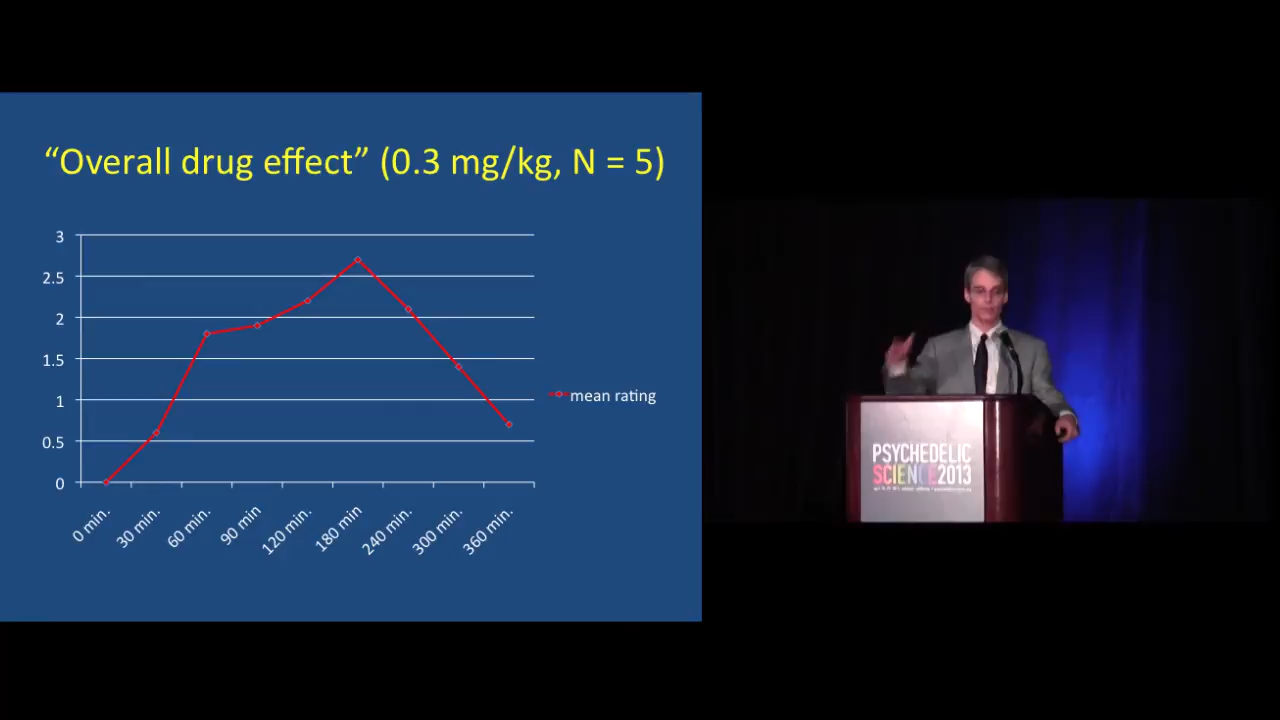 “Overall drug effect” (0.3 mg/kg, N = 5)
3
2.5
2
1.5
1
0.5
0
0 min.
30 min.
60 min.
90 min
120 min.
180 min
240 min.
300 min.
360 min.
mean rating
PSYCHEDELIC
SCIENCE2013